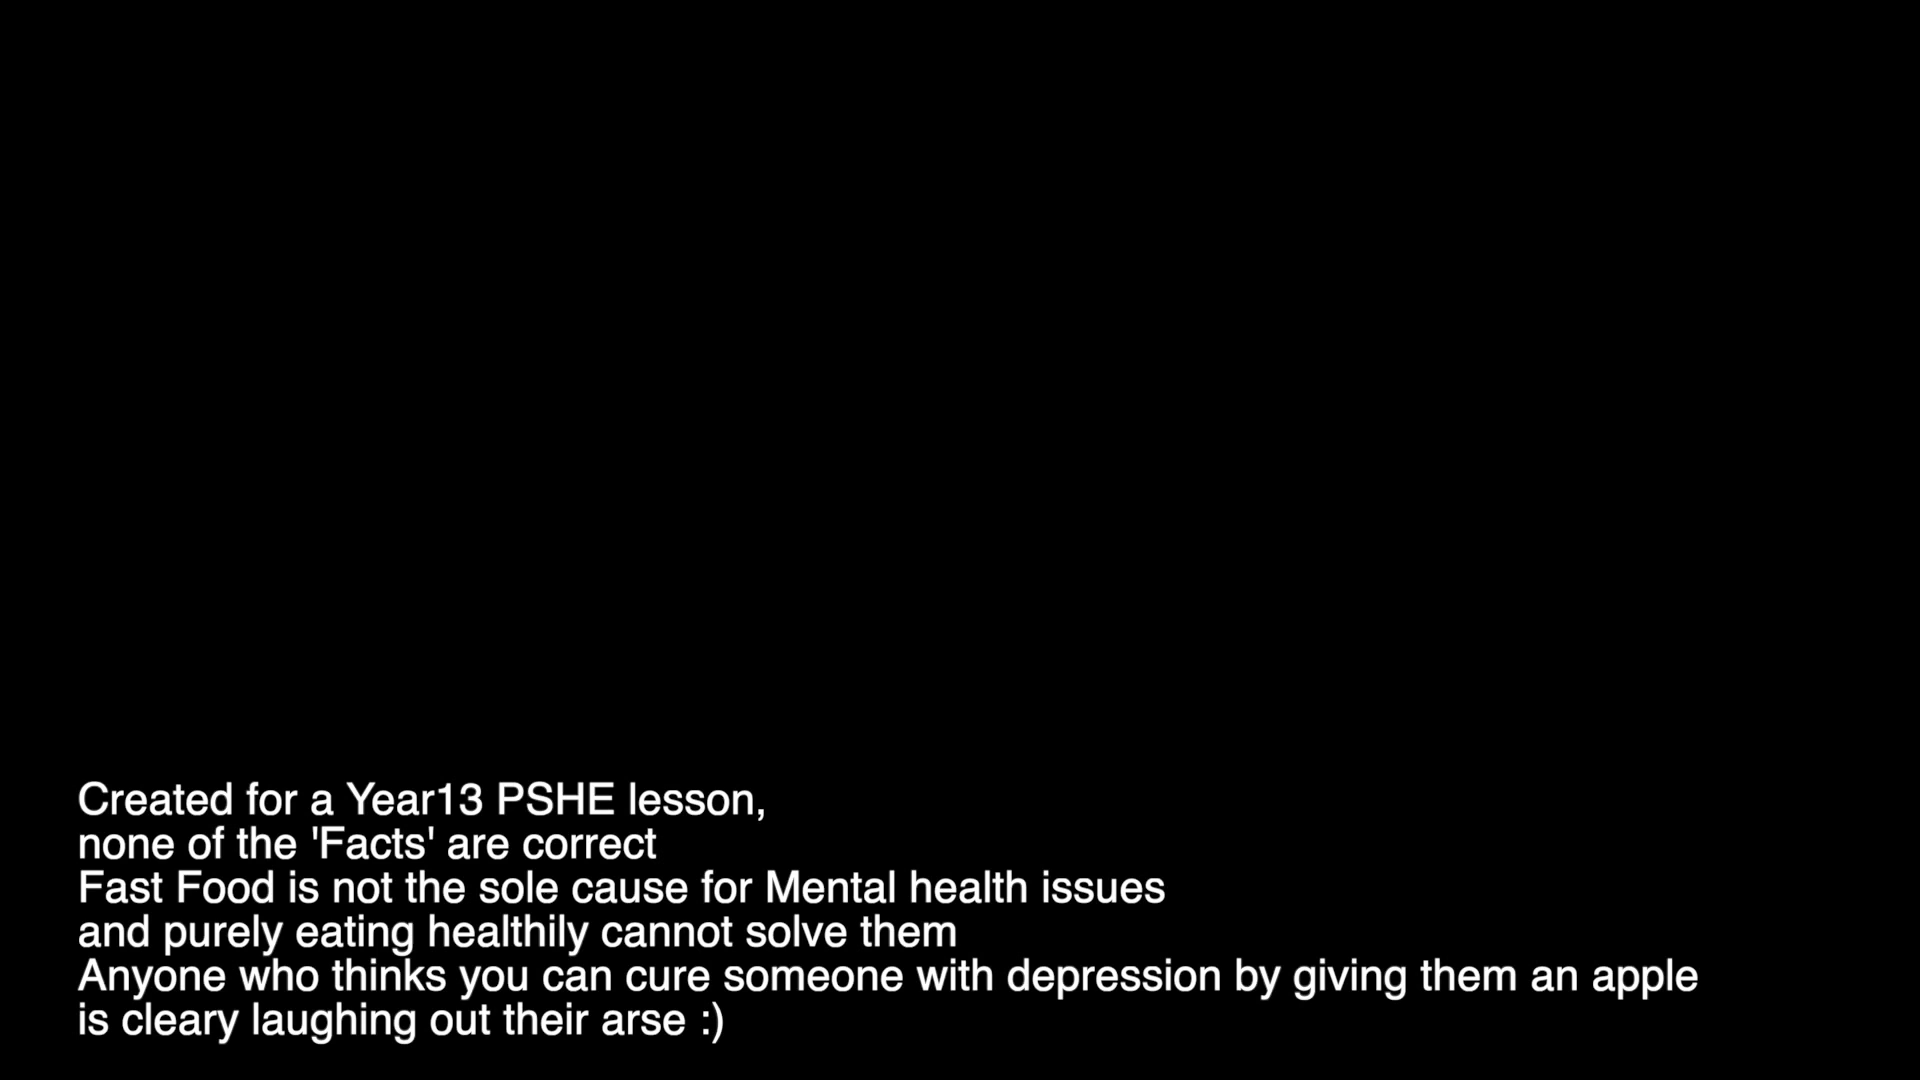 Created for a Year13 PSHE lesson,
none of the 'Facts' are correct
Fast Food is not the sole cause for Mental health issues
and purely eating healthily cannot solve them
Anyone who thinks you can cure someone with depression by giving them an apple
is cleary laughing out their arse :)